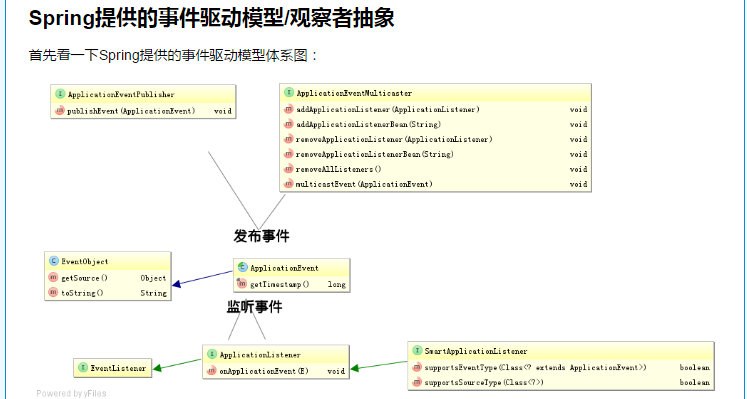 Spring提供的事件驱动模型/观察者抽象
首先看一下Spring提供的事件驱动模型体系图：
I ApplicationEventPublisher
m publishEvent(ApplicationEvent) void
I ApplicationEventMulticaster
m addApplicationListener(ApplicationListener) void
m addApplicationListenerBean(String) void
m removeApplicationListener(ApplicationListener) void
m removeApplicationListenerBean(String) void
m removeAllListeners() void
m multicastEvent(ApplicationEvent) void
发布事件
C EventObject
m getSource() Object
m toString() String
C ApplicationEvent
m getTimestamp() long
监听事件
I EventListener
I ApplicationListener
m onApplicationEvent(E) void
I SmartApplicationListener
m supportsEventType(Class<? extends ApplicationEvent>) boolean
m supportsSourceType(Class<?>) boolean
Powered by yFiles